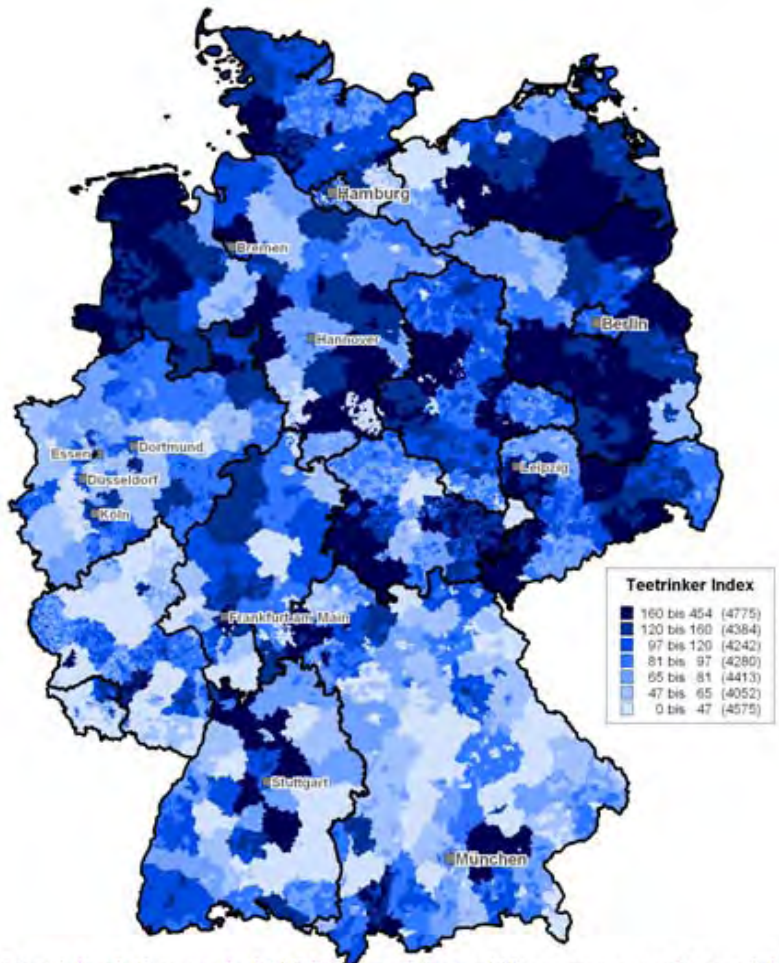 Hamburg
Bremen
Berlin
Hannover
Essen
Dortmund
Düsseldorf
Leipzig
Köln
Frankfurt am Main
Stuttgart
München
Teetrinker Index
160 bis 454 (4775)
120 bis 160 (4384)
97 bis 120 (4242)
81 bis 97 (4280)
65 bis 81 (4413)
47 bis 65 (4052)
0 bis 47 (4575)